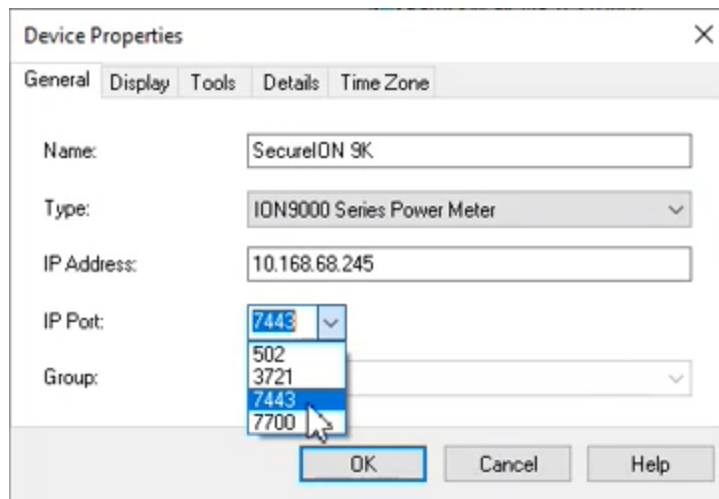 Device Properties
General Display Tools Details Time Zone
Name: SecureION 9K
Type: ION9000 Series Power Meter
IP Address: 10.168.68.245
IP Port: 7443
502
3721
Group:
7443
7700
OK Cancel Help